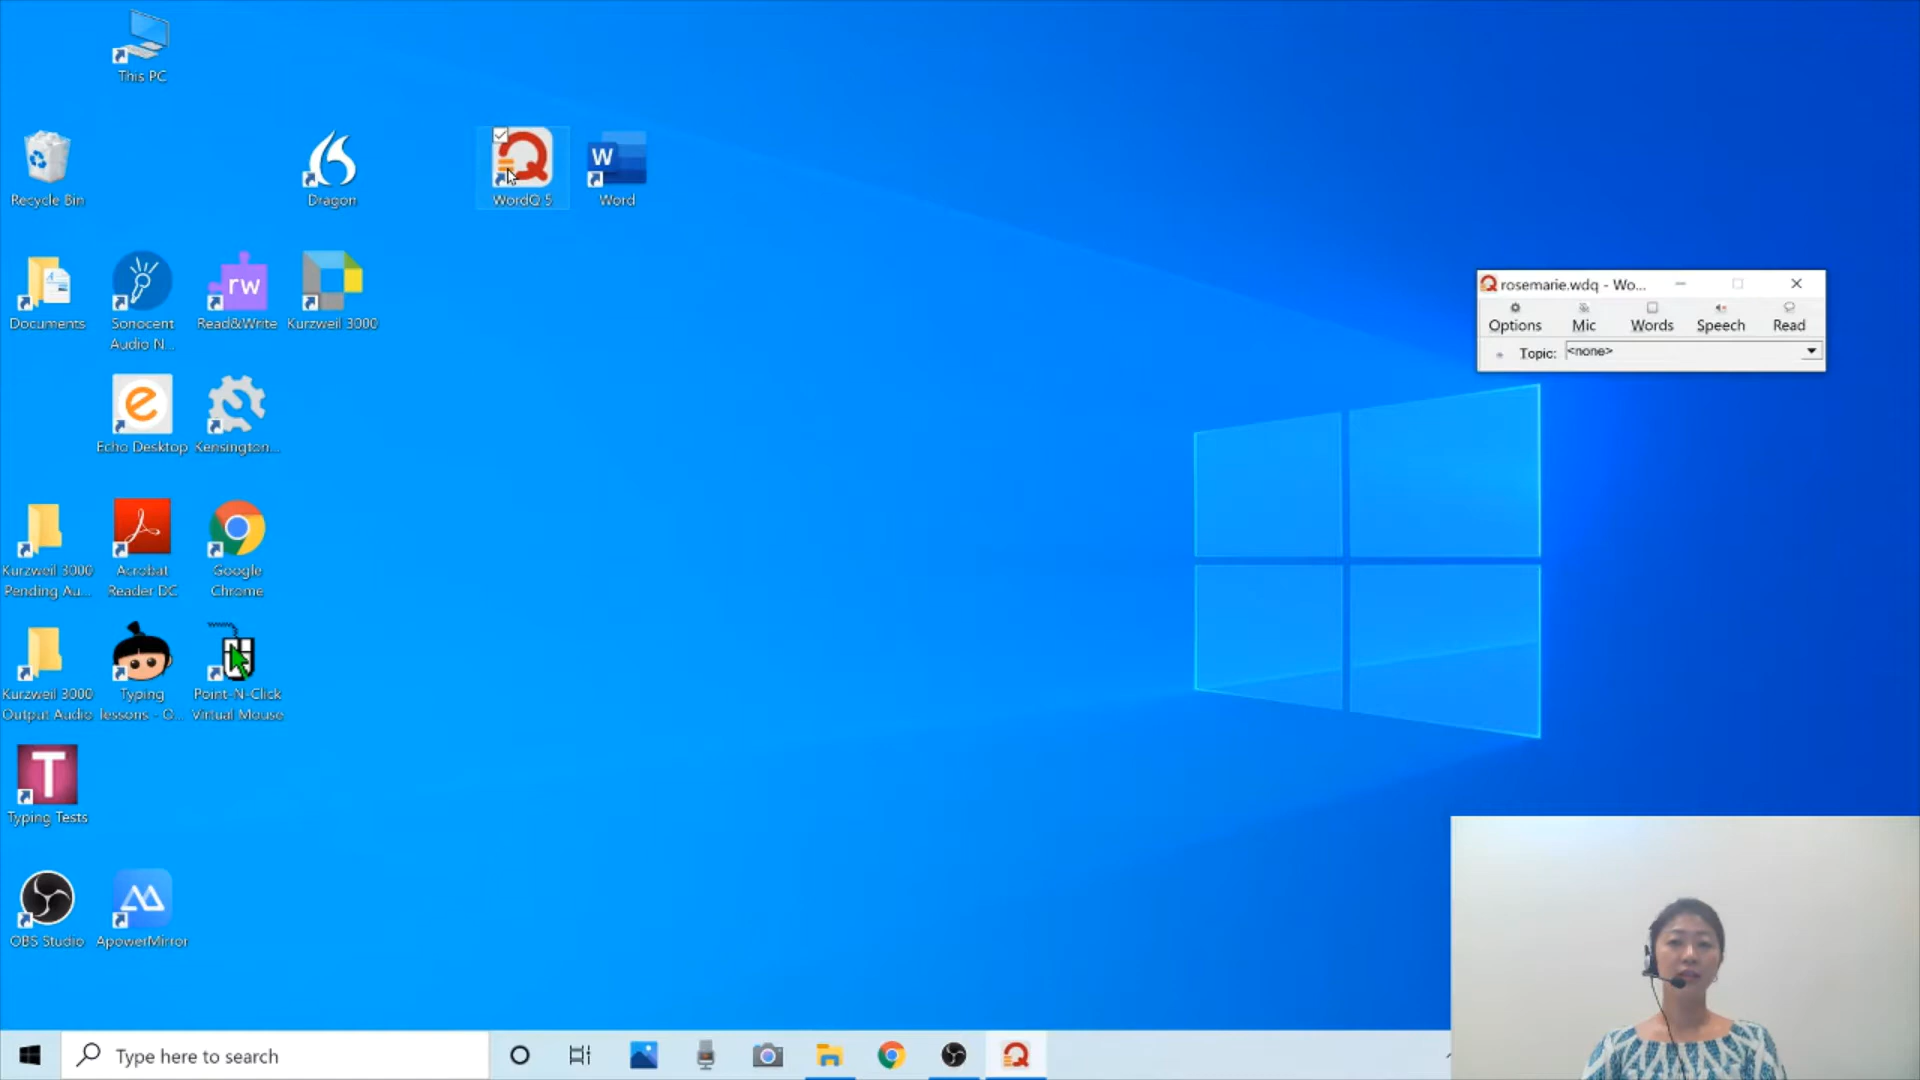 This PC
Recycle Bin
Dragon
WordQ 5
W
Word
Documents
Sonocent
Audio N...
rw
Read&Write
Kurzweil 3000
rosemarie.wdq - Wo...
Options
Mic
Words
Speech
Read
Topic:
<none>
Echo Desktop
Kensington...
Kurzweil 3000
Pending Au...
Acrobat
Reader DC
Google
Chrome
Kurzweil 3000
Output Audio
Typing
lessons - O...
Point-N-Click
Virtual Mouse
T
Typing Tests
OBS Studio
ApowerMirror
Type here to search